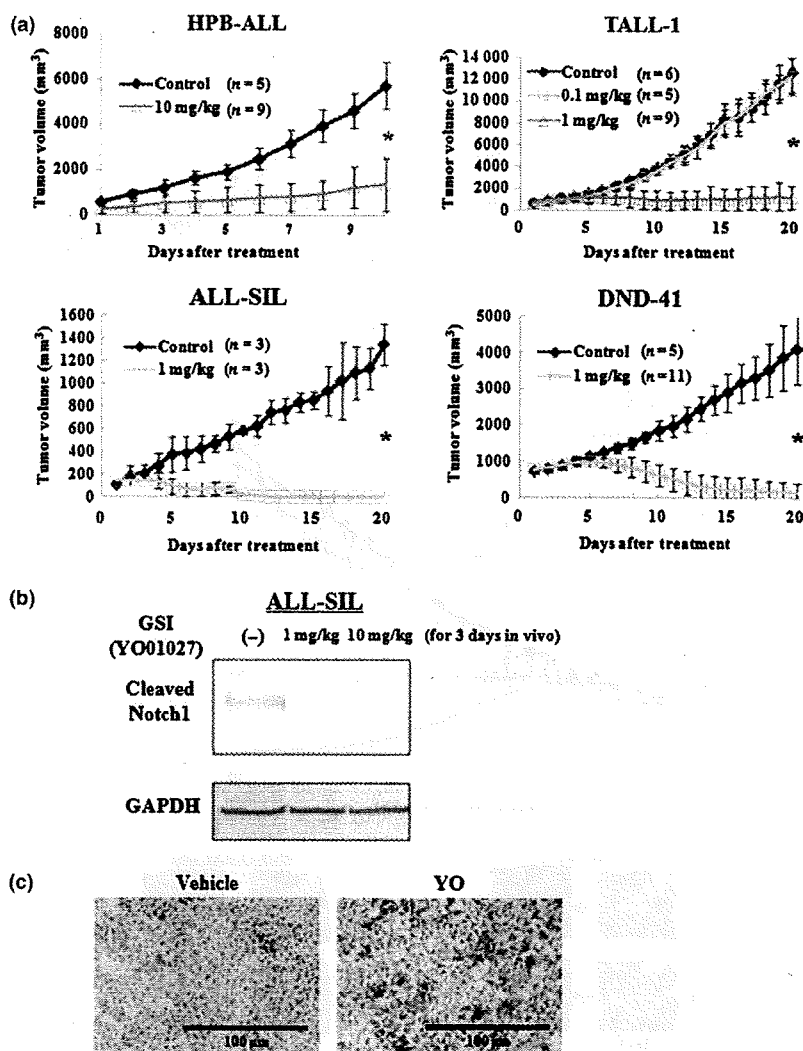 (a)
HPB-ALL
Tumor volume (mm³)
8000
6000
4000
2000
0
Control (n = 5)
10 mg/kg (n = 9)
*
1 3 5 7 9
Days after treatment
TALL-1
Tumor volume (mm³)
14 000
12 000
10 000
8000
6000
4000
2000
0
Control (n = 6)
0.1 mg/kg (n = 5)
1 mg/kg (n = 9)
*
0 5 10 15 20
Days after treatment
ALL-SIL
Tumor volume (mm³)
1600
1400
1200
1000
800
600
400
200
0
Control (n = 3)
1 mg/kg (n = 3)
*
0 5 10 15 20
Days after treatment
DND-41
Tumor volume (mm³)
5000
4000
3000
2000
1000
0
Control (n = 5)
1 mg/kg (n = 11)
*
0 5 10 15 20
Days after treatment
(b)
ALL-SIL
GSI
(YO01027)
(–) 1 mg/kg 10 mg/kg (for 3 days in vivo)
Cleaved
Notch1
GAPDH
(c)
Vehicle
YO
100 μm
100 μm